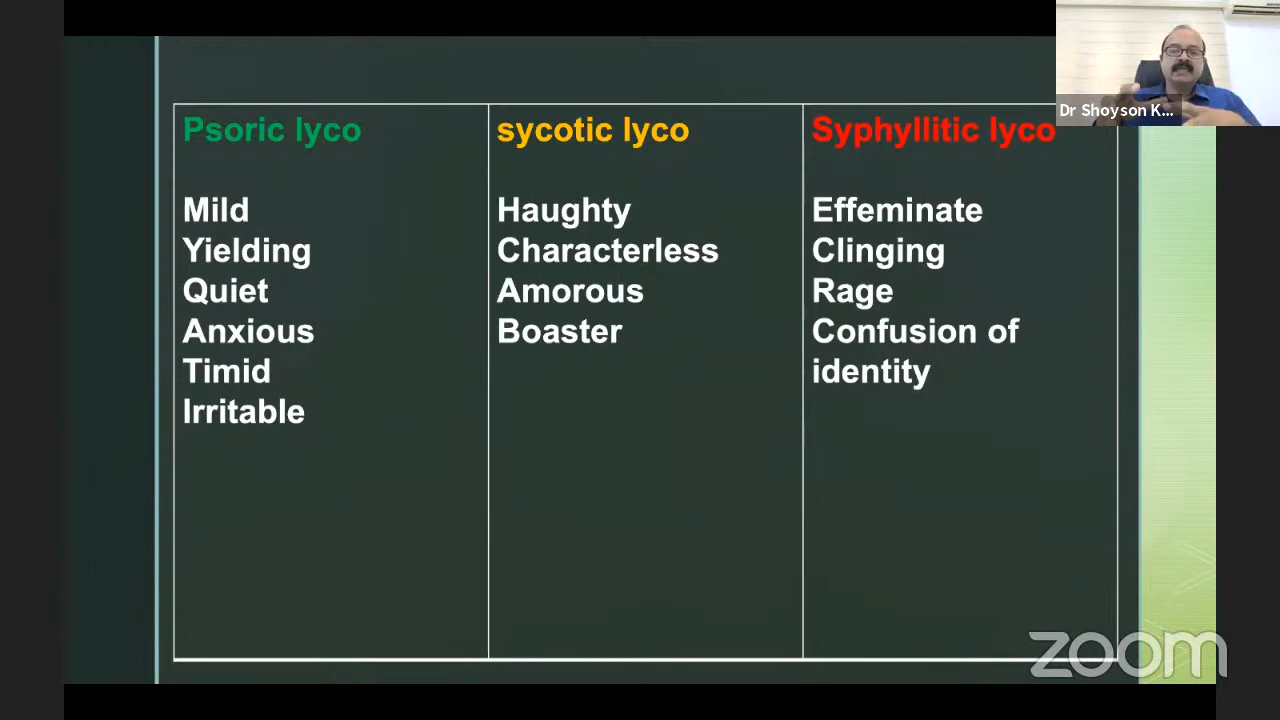 Psoric lyco
Mild
Yielding
Quiet
Anxious
Timid
Irritable
sycotic lyco
Haughty
Characterless
Amorous
Boaster
Syphyllitic lyco
Effeminate
Clinging
Rage
Confusion of
identity
Dr Shoyson K...
zoom